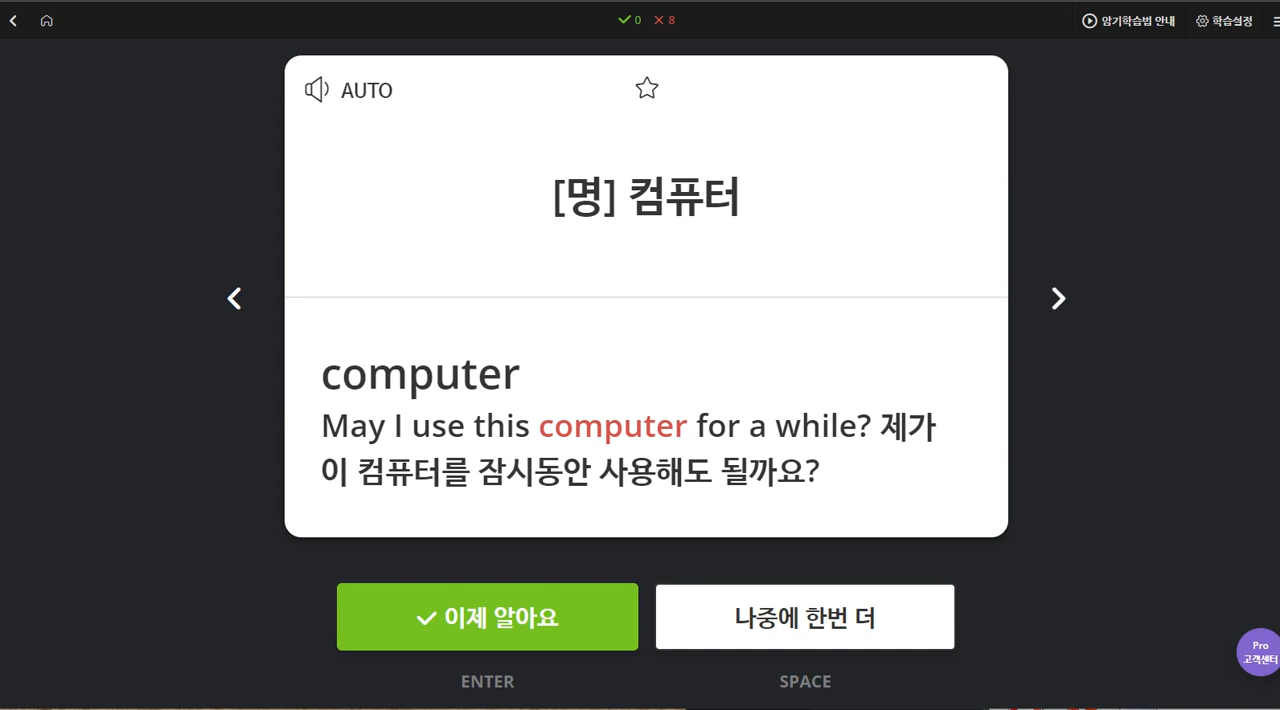 0 8
암기학습법 안내 학습설정
AUTO
[명] 컴퓨터
computer
May I use this computer for a while? 제가
이 컴퓨터를 잠시동안 사용해도 될까요?
이제 알아요 나중에 한번 더
ENTER SPACE
Pro
고객센터